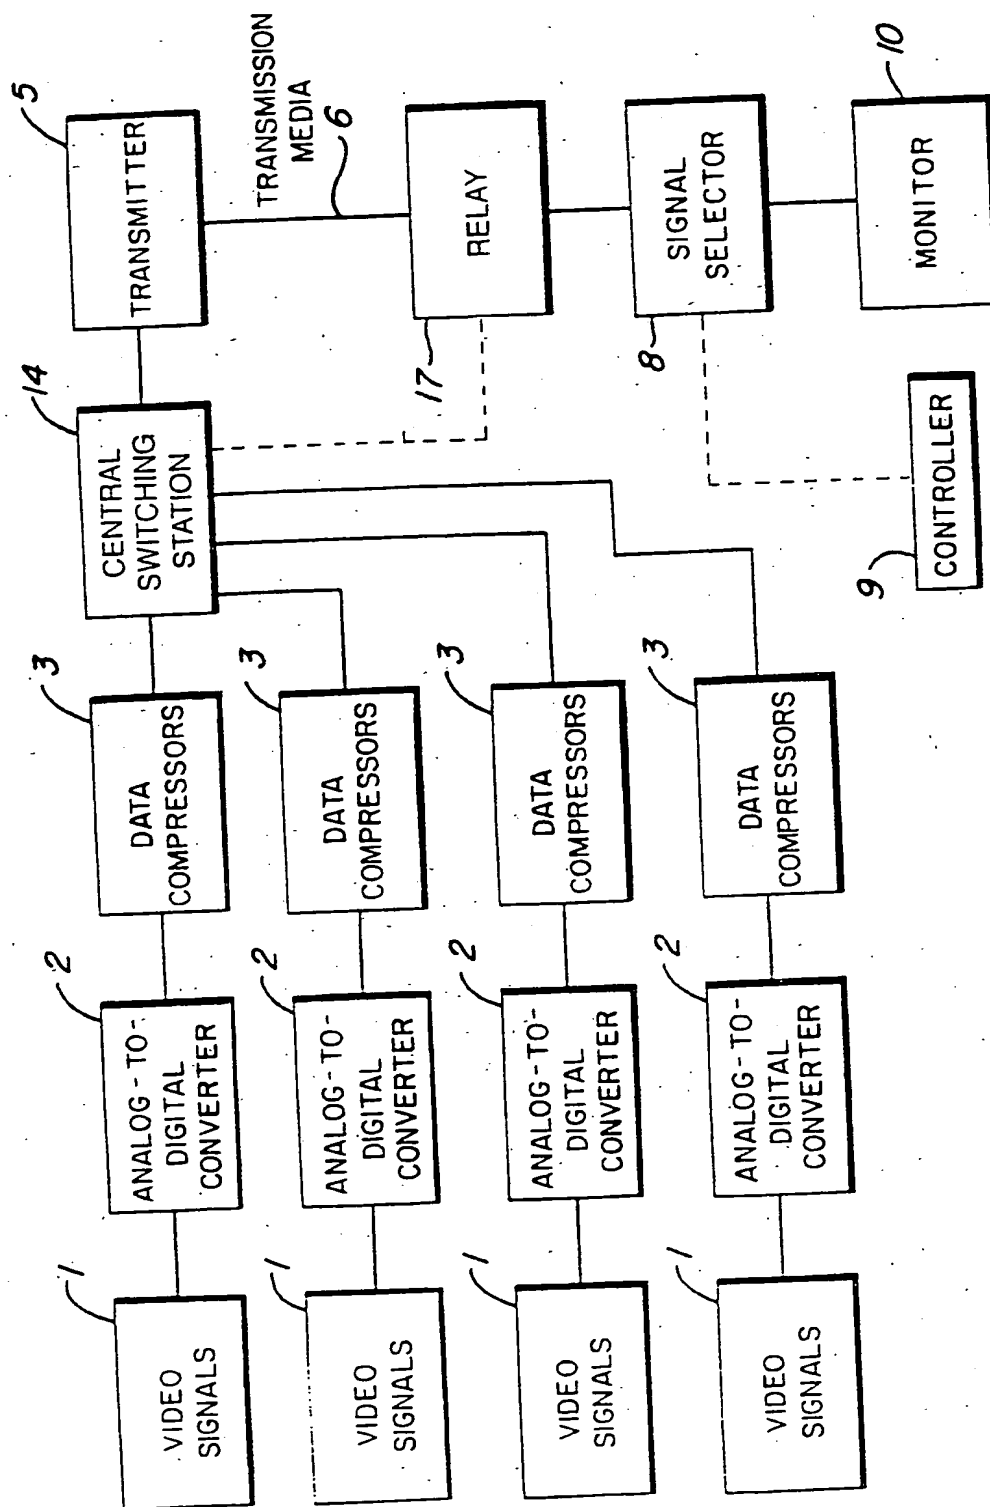 5
TRANSMITTER
14
CENTRAL
SWITCHING
STATION
TRANSMISSION
MEDIA
6
17
RELAY
8
SIGNAL
SELECTOR
10
MONITOR
9
CONTROLLER
3
DATA
COMPRESSORS
3
DATA
COMPRESSORS
3
DATA
COMPRESSORS
3
DATA
COMPRESSORS
2
ANALOG-TO-
DIGITAL
CONVERTER
2
ANALOG-TO-
DIGITAL
CONVERTER
2
ANALOG-TO-
DIGITAL
CONVERTER
2
ANALOG-TO-
DIGITAL
CONVERTER
1
VIDEO
SIGNALS
1
VIDEO
SIGNALS
1
VIDEO
SIGNALS
1
VIDEO
SIGNALS